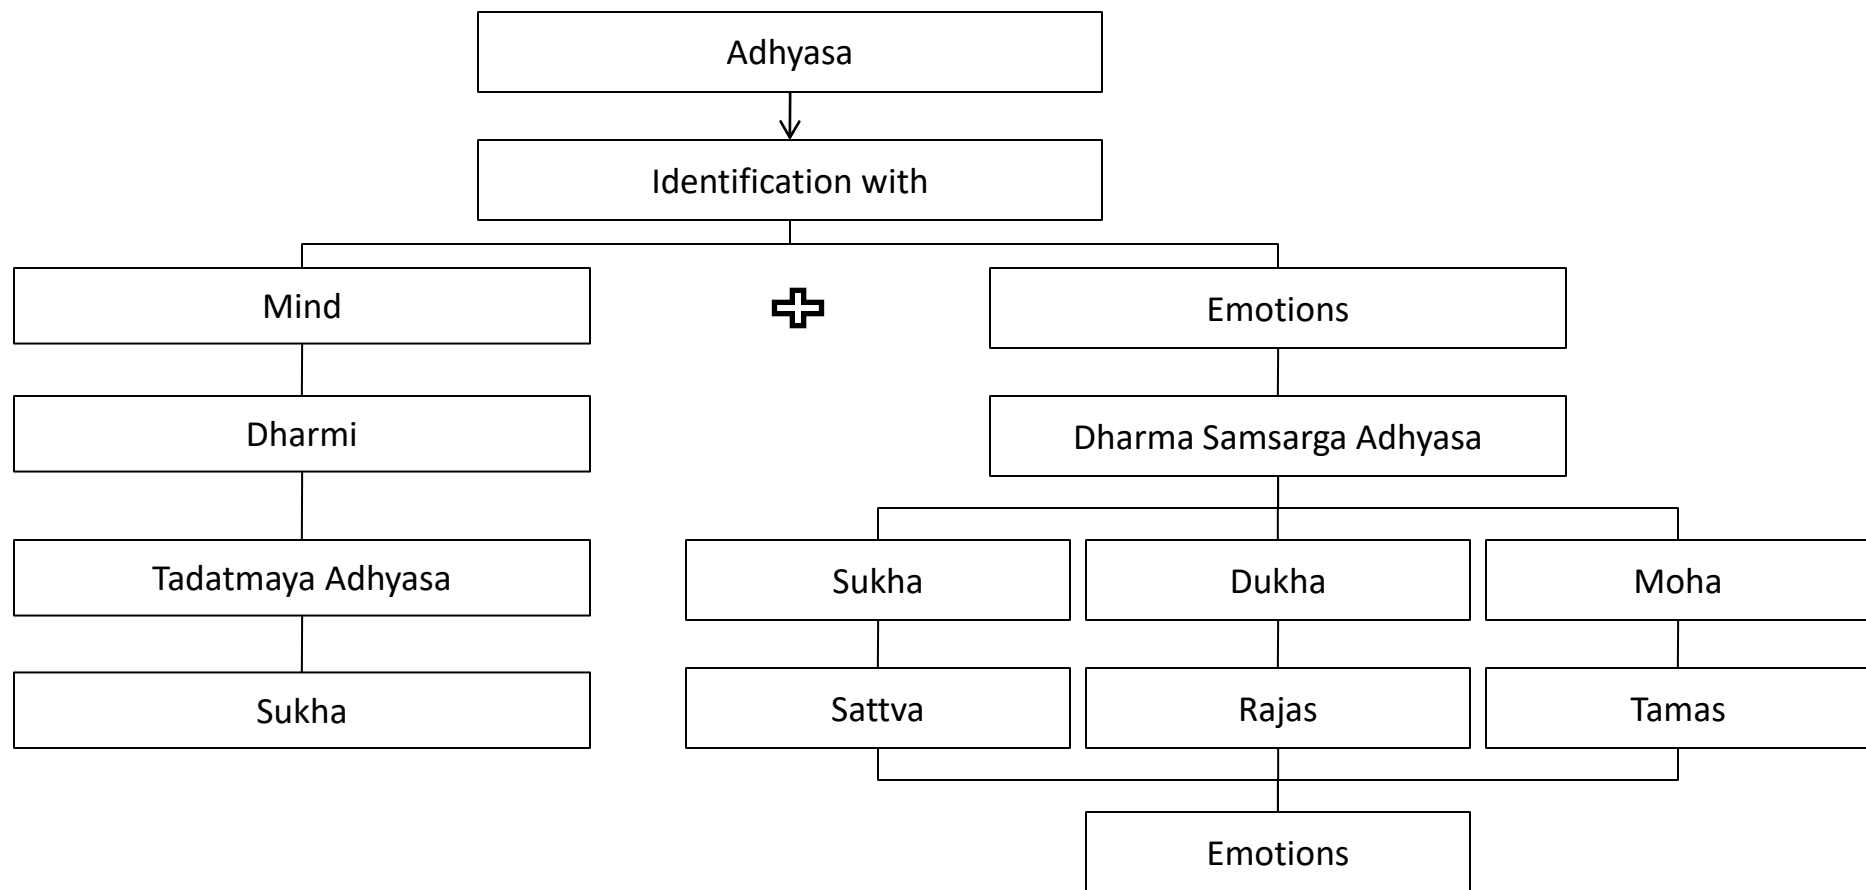 Adhyasa
Identification with
Mind
Emotions
Dharmi
Dharma Samsarga Adhyasa
Tadatmaya Adhyasa
Sukha
Dukha
Moha
Sukha
Sattva
Rajas
Tamas
Emotions